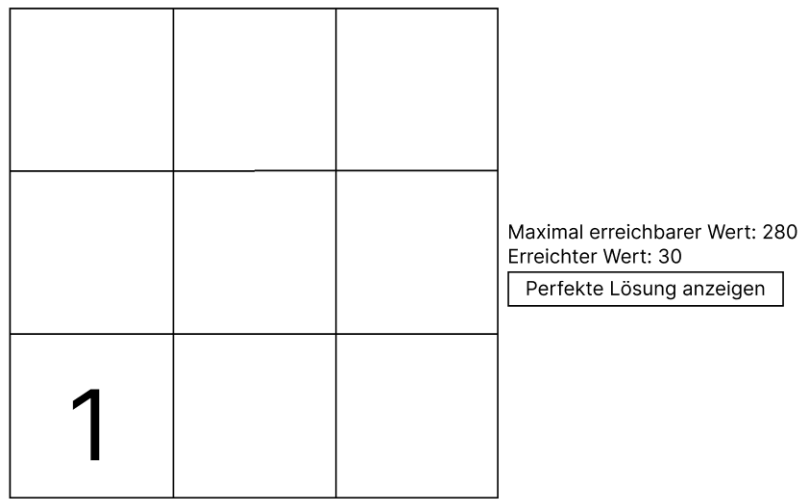 Maximal erreichbarer Wert: 280
Erreichter Wert: 30
Perfekte Lösung anzeigen
1